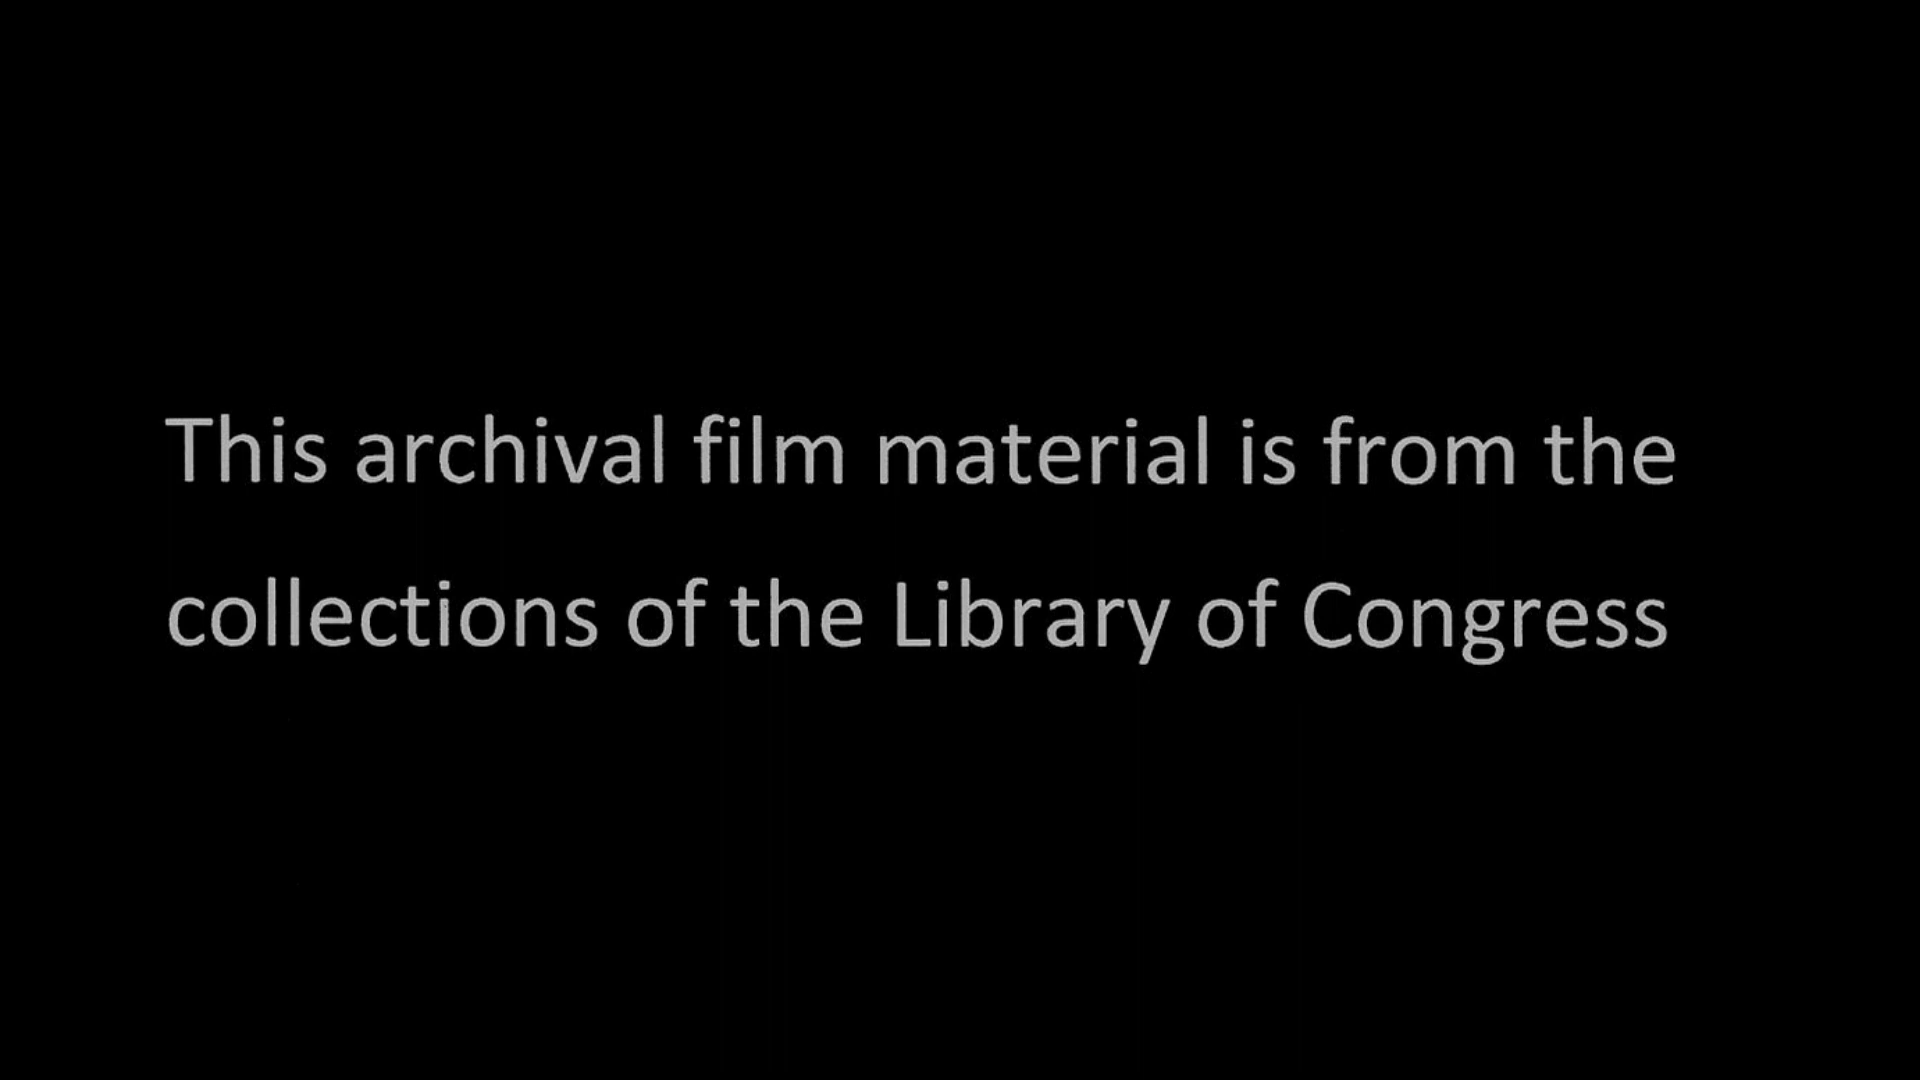 This archival film material is from the
collections of the Library of Congress